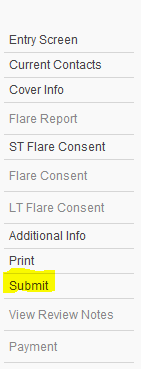 Entry Screen
Current Contacts
Cover Info
Flare Report
ST Flare Consent
Flare Consent
LT Flare Consent
Additional Info
Print
Submit
View Review Notes
Payment